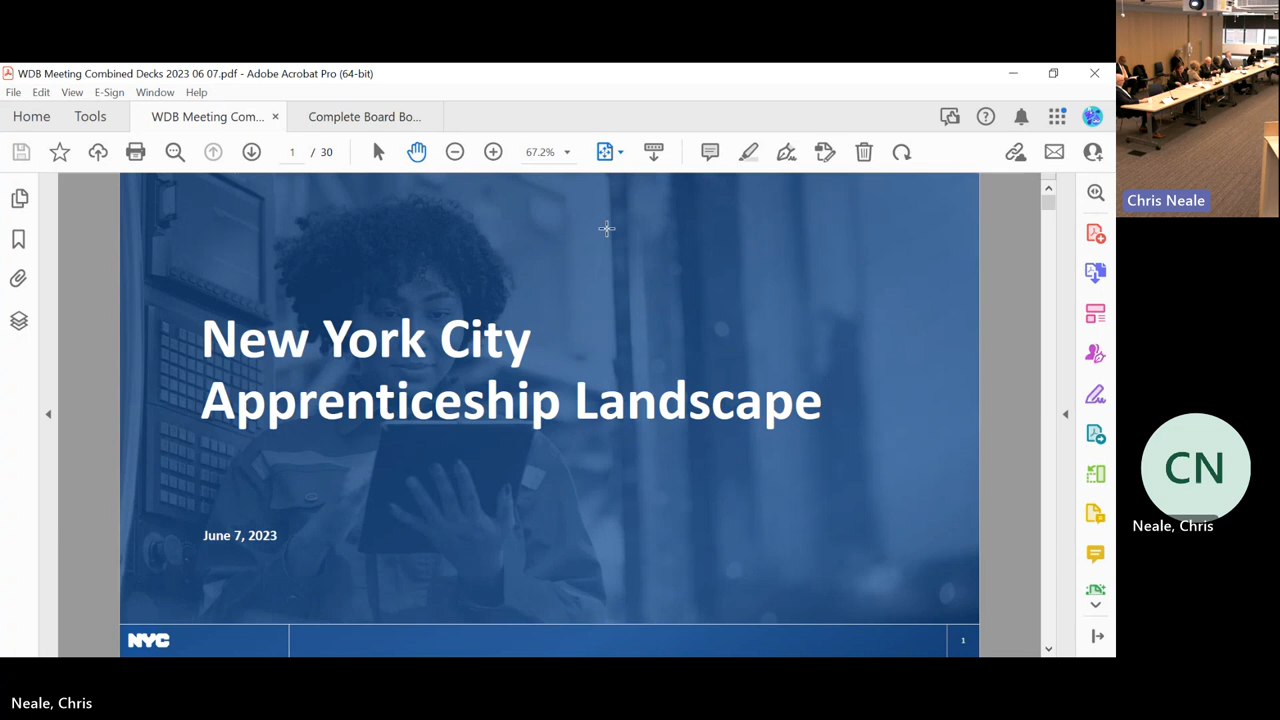 WDB Meeting Combined Decks 2023 06 07.pdf - Adobe Acrobat Pro (64-bit)
File Edit View E-Sign Window Help
Home Tools WDB Meeting Com... × Complete Board Bo...
1 / 30 67.2%
New York City
Apprenticeship Landscape
June 7, 2023
NYC 1
Chris Neale
CN
Neale, Chris
Neale, Chris